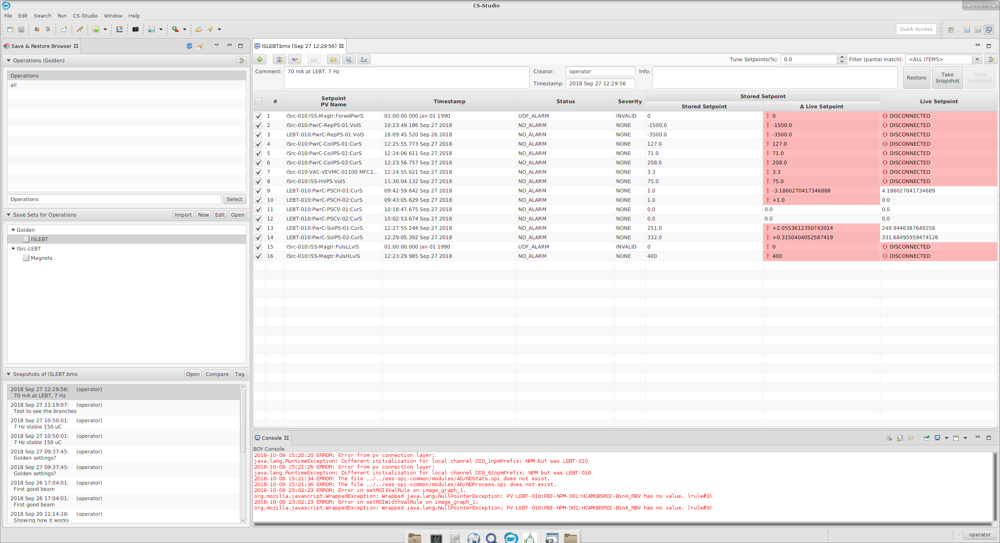 CS-Studio
File Edit Search Run CS-Studio Window Help
Quick Access
Save & Restore Browser
Operations (Golden)
Operations
all
Operations Select
Save Sets for Operations Import New Edit Open
Golden
ISLEBT
ISrc-LEBT
Magnets
Snapshots of ISLEBT.bms Open Compare Tag
2018 Sep 27 12:29:56: (operator)
70 mA at LEBT, 7 Hz
2018 Sep 27 11:19:07: (operator)
Test to see the branches
2018 Sep 27 10:50:01: (operator)
7 Hz stable 150 uC
2018 Sep 27 10:50:01: (operator)
7 Hz stable 150 uC
2018 Sep 27 09:37:45: (operator)
Golden settings?
2018 Sep 27 09:37:45: (operator)
Golden settings?
2018 Sep 26 17:04:01: (operator)
First good beam
2018 Sep 26 17:04:01: (operator)
First good beam
2018 Sep 20 11:14:28: (operator)
Showing how it works
ISLEBT.bms (Sep 27 12:29:56)
Tune Setpoints(%): 0.0 Filter (partial match): <ALL ITEMS>
Comment: 70 mA at LEBT, 7 Hz Creator: operator Info:
Timestamp: 2018 Sep 27 12:29:56
Restore Take Snapshot Save Snapshot
# Setpoint PV Name Timestamp Status Severity Stored Setpoint Live Setpoint
Stored Setpoint Δ Live Setpoint
1 ISrc-010:ISS-Magtr:ForwdPwrS 01:00:00.000 Jan 01 1990 UDF_ALARM INVALID 0 0 DISCONNECTED
2 ISrc-010:PwrC-RepPS-01:VolS 10:23:49.186 Sep 27 2018 NO_ALARM NONE -1500.0 -1500.0 DISCONNECTED
3 LEBT-010:PwrC-RepPS-01:VolS 16:09:45.520 Sep 26 2018 NO_ALARM NONE -3500.0 -3500.0 DISCONNECTED
4 ISrc-010:PwrC-CoilPS-01:CurS 12:25:55.773 Sep 27 2018 NO_ALARM NONE 127.0 127.0 DISCONNECTED
5 ISrc-010:PwrC-CoilPS-02:CurS 12:24:06.611 Sep 27 2018 NO_ALARM NONE 71.0 71.0 DISCONNECTED
6 ISrc-010:PwrC-CoilPS-03:CurS 12:23:56.757 Sep 27 2018 NO_ALARM NONE 208.0 208.0 DISCONNECTED
7 ISrc-010:VAC-VEVMC-01100:MFC1... 12:24:55.621 Sep 27 2018 NO_ALARM NONE 3.3 3.3 DISCONNECTED
8 ISrc-010:ISS-HVPS:VolS 11:30:04.132 Sep 27 2018 NO_ALARM NONE 75.0 75.0 DISCONNECTED
9 LEBT-010:PwrC-PSCH-01:CurS 09:42:59.642 Sep 27 2018 NO_ALARM NONE 1.0 -3.1860270417346888 4.186027041734689
10 LEBT-010:PwrC-PSCH-02:CurS 09:43:05.629 Sep 27 2018 NO_ALARM NONE 1.0 +1.0 0.0
11 LEBT-010:PwrC-PSCV-01:CurS 10:18:47.675 Sep 27 2018 NO_ALARM NONE 0.0 0.0 0.0
12 LEBT-010:PwrC-PSCV-02:CurS 10:02:53.674 Sep 27 2018 NO_ALARM NONE 0.0 0.0 0.0
13 LEBT-010:PwrC-SolPS-01:CurS 12:27:55.244 Sep 27 2018 NO_ALARM NONE 251.0 +2.0553612350742014 248.9446387649258
14 LEBT-010:PwrC-SolPS-02:CurS 12:29:05.392 Sep 27 2018 NO_ALARM NONE 332.0 +0.3150404052587419 331.68495959474126
15 ISrc-010:ISS-Magtr:PulsLLvlS 01:00:00.000 Jan 01 1990 UDF_ALARM INVALID 0 0 DISCONNECTED
16 ISrc-010:ISS-Magtr:PulsHLvlS 12:23:29.985 Sep 27 2018 NO_ALARM NONE 400 400 DISCONNECTED
Console
BOY Console
2018-10-09 15:20:20 ERROR: Error from pv connection layer:
java.lang.RuntimeException: Different initialization for local channel DID_1npmPrefix: NPM but was LEBT-010
2018-10-09 15:21:26 ERROR: Error from pv connection layer:
java.lang.RuntimeException: Different initialization for local channel DID_61npmPrefix: NPM but was LEBT-010
2018-10-09 15:21:34 ERROR: The file ../../ess-opi-common/modules/AD/NDStats.opi does not exist.
2018-10-09 15:21:36 ERROR: The file ../../ess-opi-common/modules/AD/NDProcess.opi does not exist.
2018-10-09 23:02:23 ERROR: Error in setROIXValRule on image_graph_1.
org.mozilla.javascript.WrappedException: Wrapped java.lang.NullPointerException: PV LEBT-010:PBI-NPM-001:HCAMOBSROI-BinX_RBV has no value. (rule#3)
2018-10-09 23:02:23 ERROR: Error in setROIWidthValRule on image_graph_1.
org.mozilla.javascript.WrappedException: Wrapped java.lang.NullPointerException: PV LEBT-010:PBI-NPM-001:HCAMOBSROI-BinX_RBV has no value. (rule#3)
operator